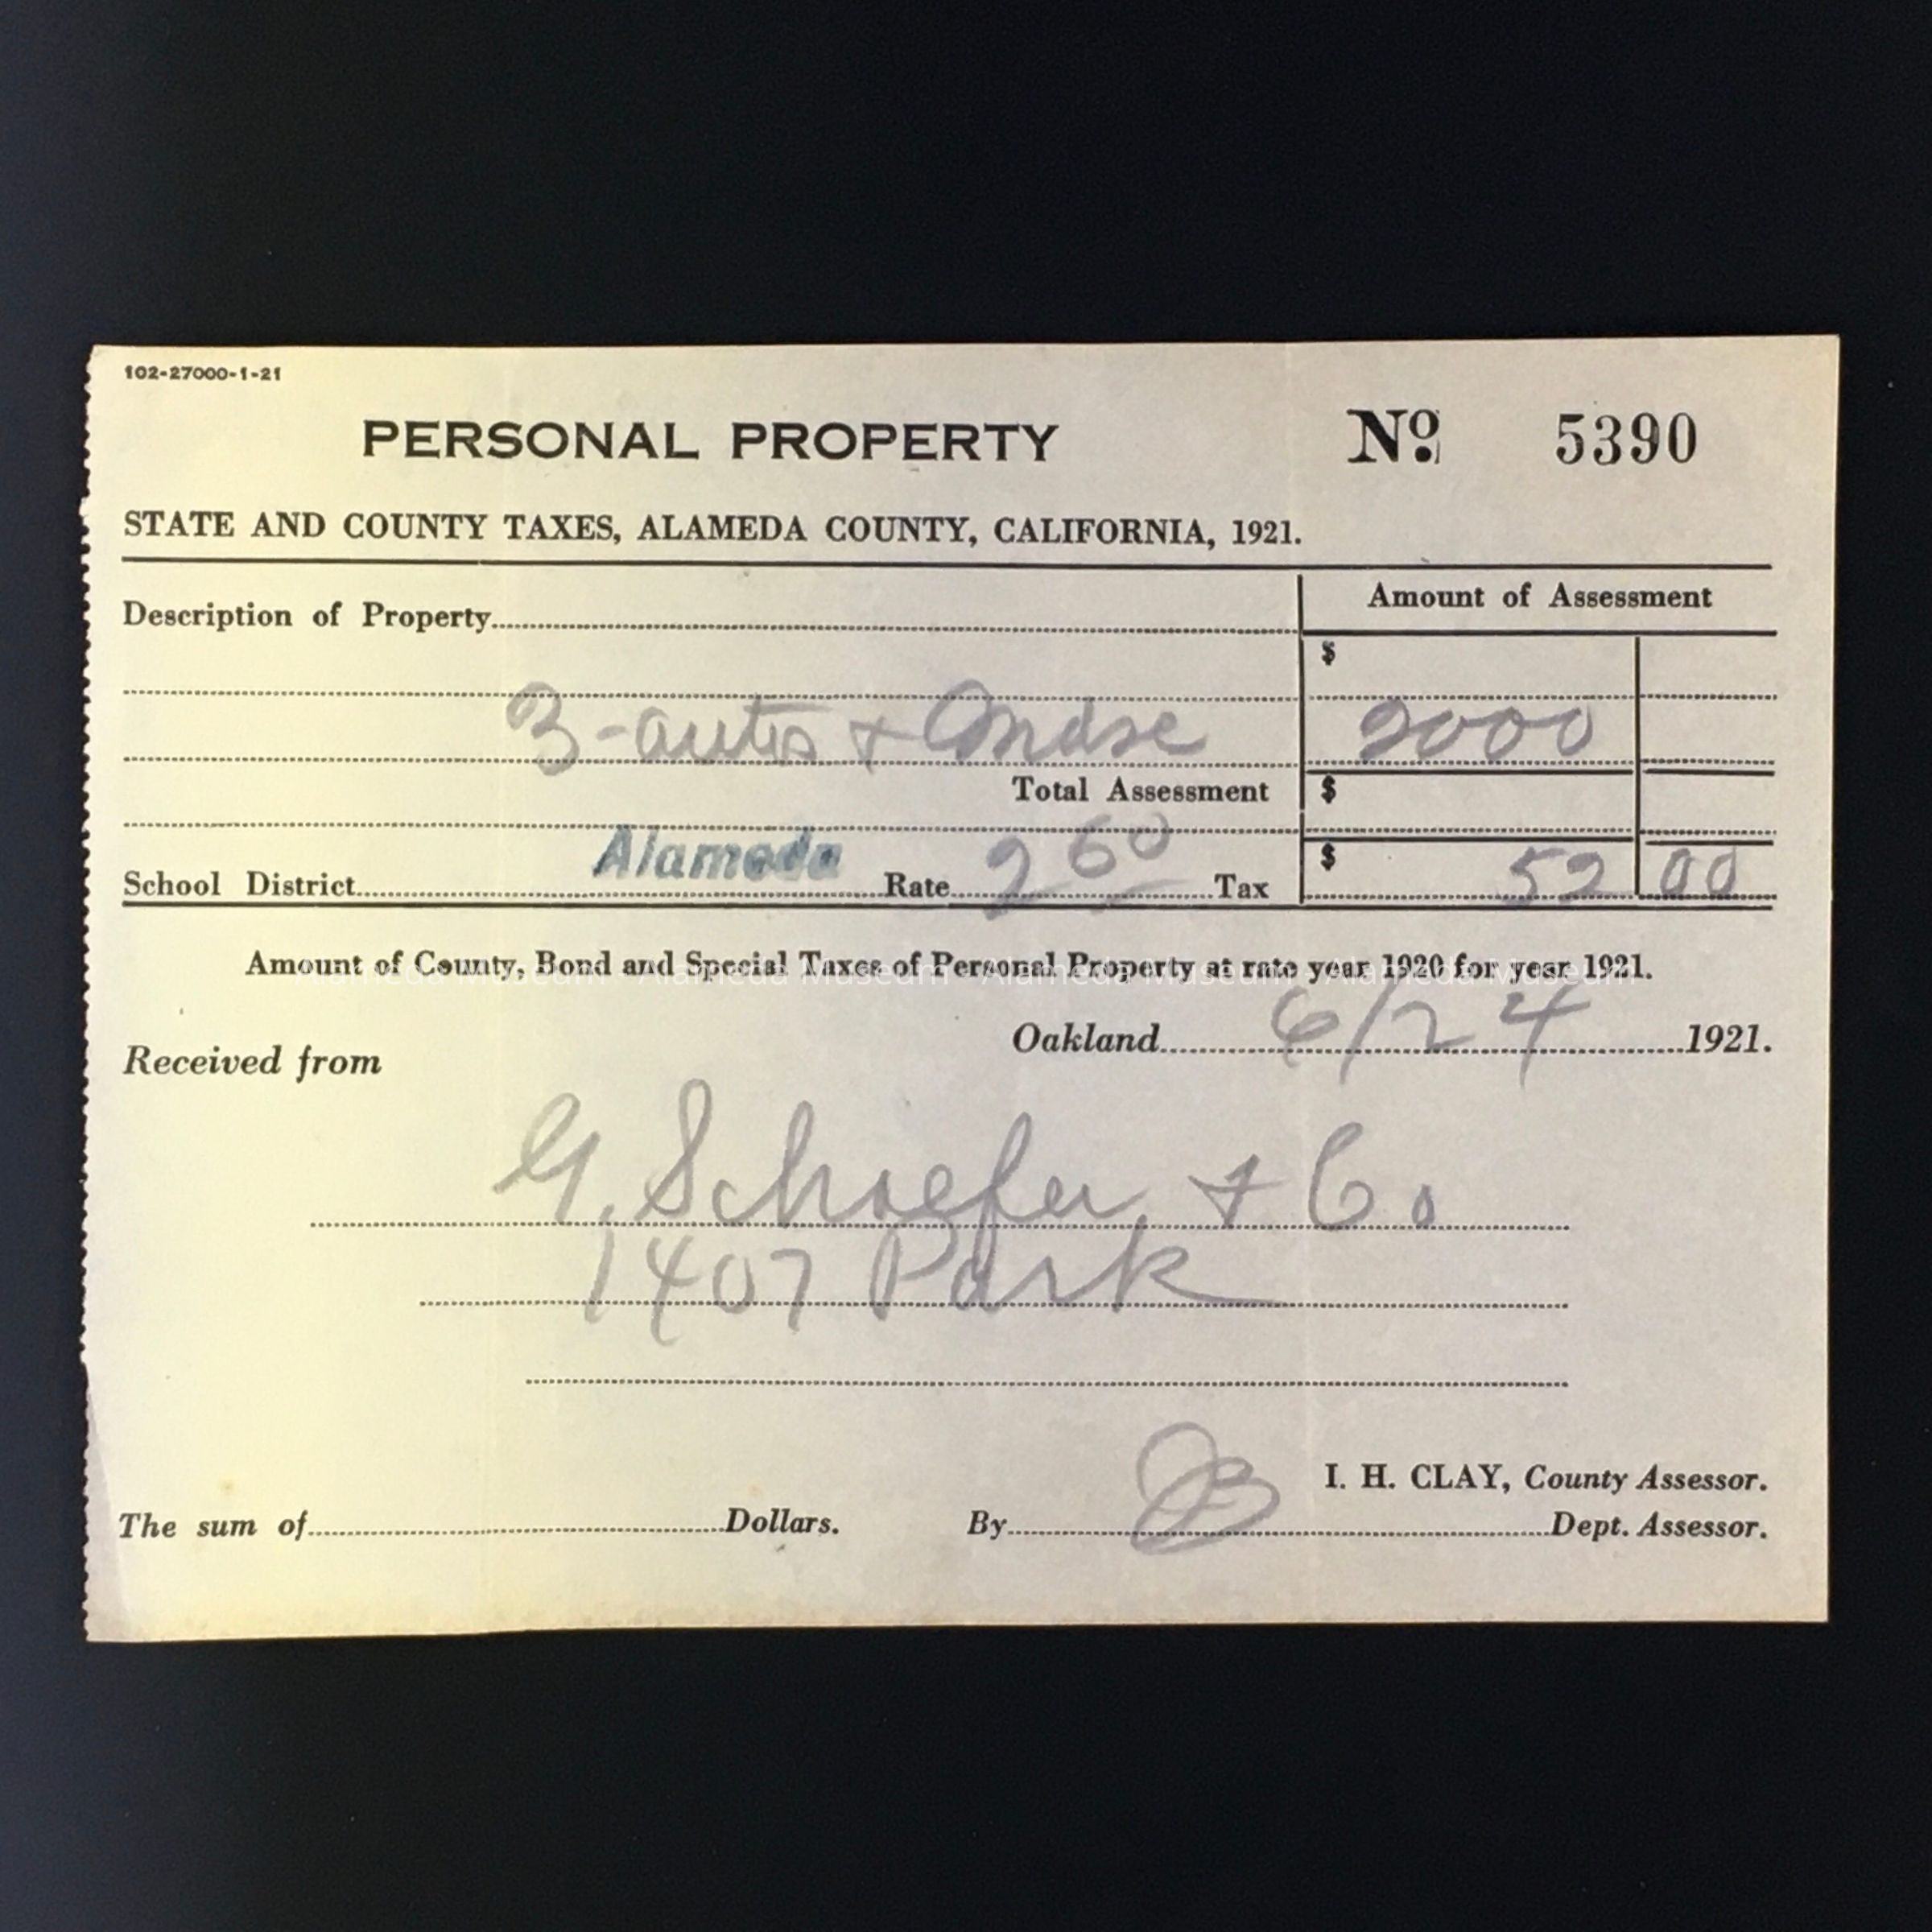 102-27000-1-21
PERSONAL PROPERTY Nº 5390
STATE AND COUNTY TAXES, ALAMEDA COUNTY, CALIFORNIA, 1921.
Description of Property
Amount of Assessment
$
3-autos + Mdse 2000
Total Assessment $
School District Alameda Rate 2 60 Tax $ 52 00
Amount of County, Bond and Special Taxes of Personal Property at rate year 1920 for year 1921.
Alameda Museum - Alameda Museum - Alameda Museum - Alameda Museum
Oakland 6/24 1921.
Received from
G. Schaefer + Co.
1407 Park
I. H. CLAY, County Assessor.
The sum of Dollars. By Dept. Assessor.